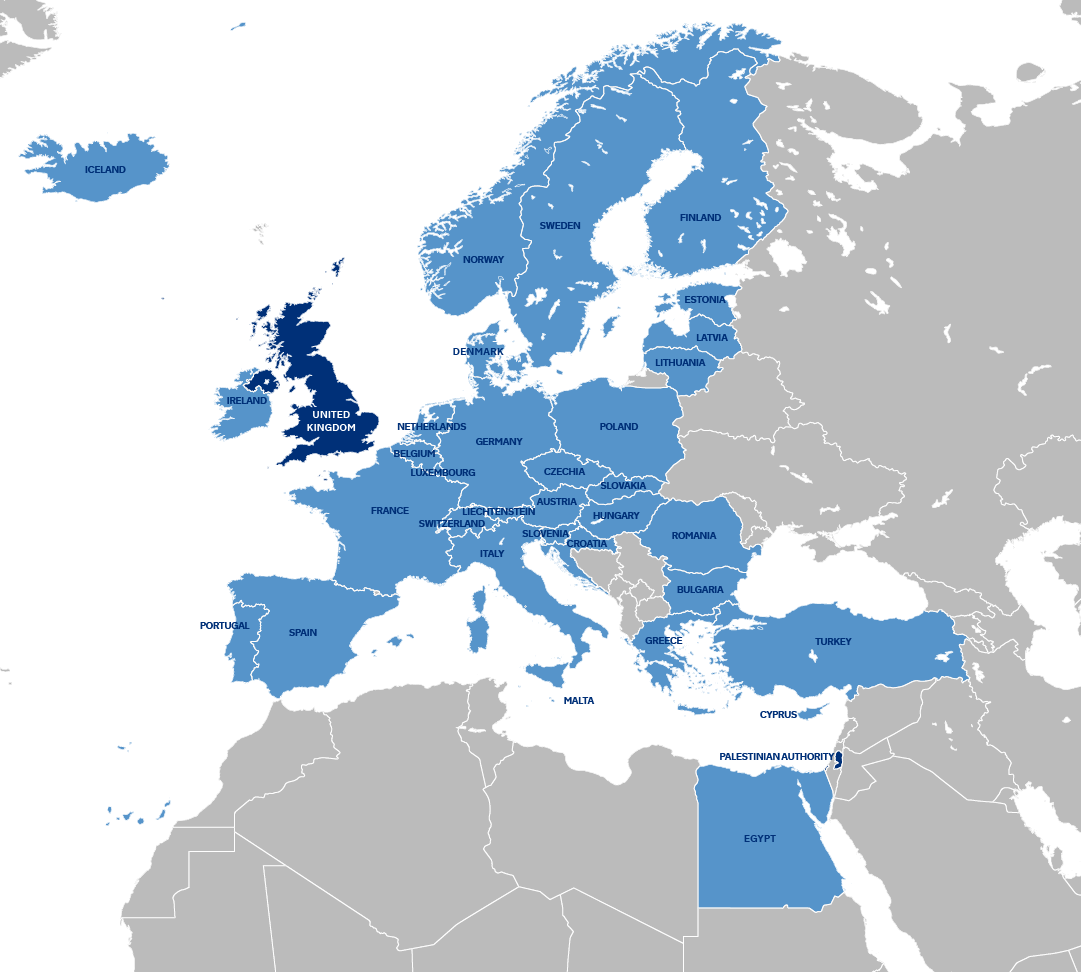 ICELAND
SWEDEN
FINLAND
NORWAY
ESTONIA
LATVIA
DENMARK
LITHUANIA
IRELAND
UNITED
KINGDOM
NETHERLANDS
POLAND
GERMANY
BELGIUM
LUXEMBOURG
CZECHIA
SLOVAKIA
AUSTRIA
FRANCE
LIECHTENSTEIN
HUNGARY
SWITZERLAND
SLOVENIA
ROMANIA
CROATIA
ITALY
BULGARIA
PORTUGAL
SPAIN
GREECE
TURKEY
MALTA
CYPRUS
PALESTINIAN AUTHORITY
EGYPT